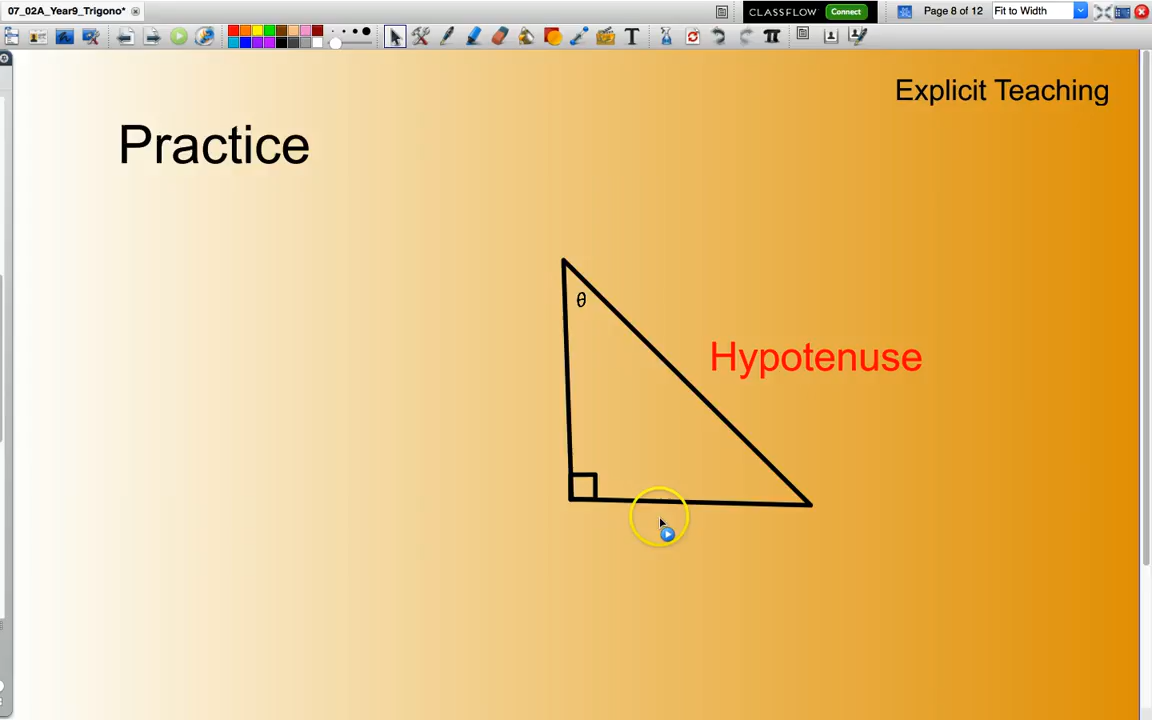 07_02A_Year9_Trigono*
CLASSFLOW Connect
Page 8 of 12
Fit to Width
T
π
Explicit Teaching
Practice
θ
Hypotenuse